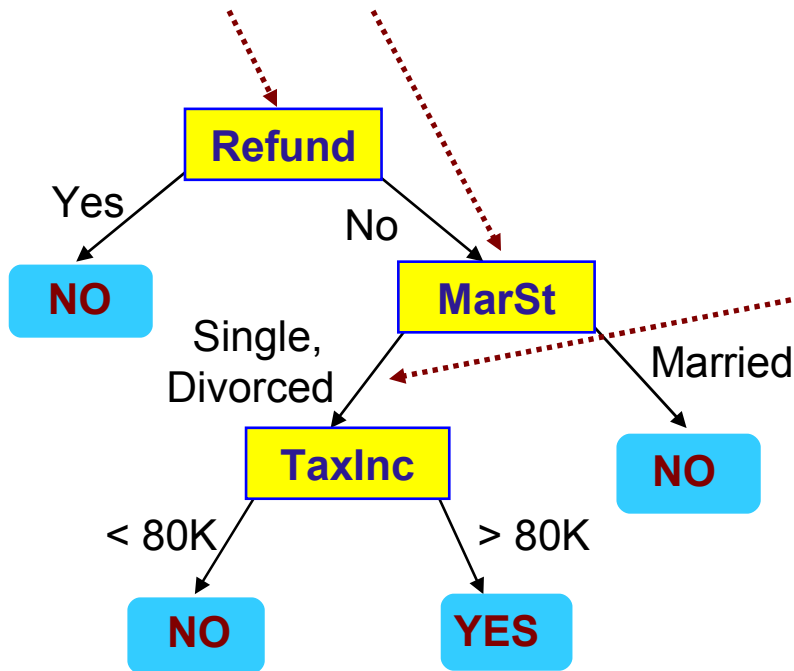 Refund
Yes
No
NO
MarSt
Single,
Divorced
Married
TaxInc
NO
< 80K
> 80K
NO
YES